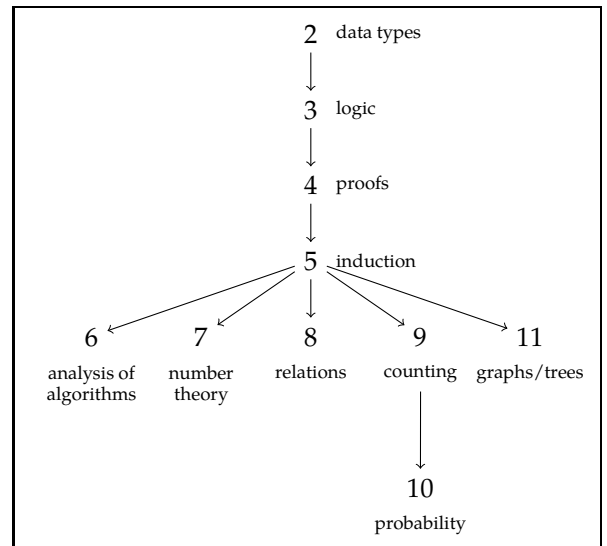 2 data types
3 logic
4 proofs
5 induction
6 7 8 9 11
analysis of number relations counting graphs/trees
algorithms theory
10
probability